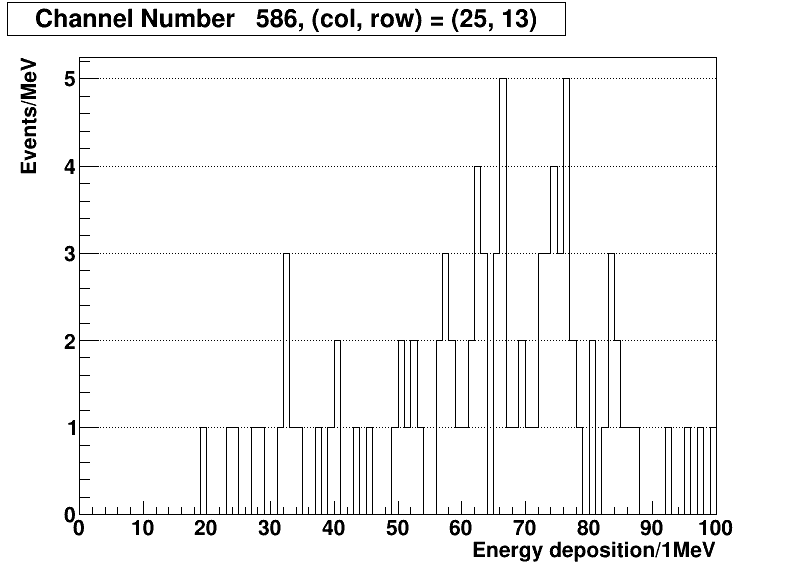 Channel Number 586, (col, row) = (25, 13)
Events/MeV
5
4
3
2
1
0
0 10 20 30 40 50 60 70 80 90 100
Energy deposition/1MeV